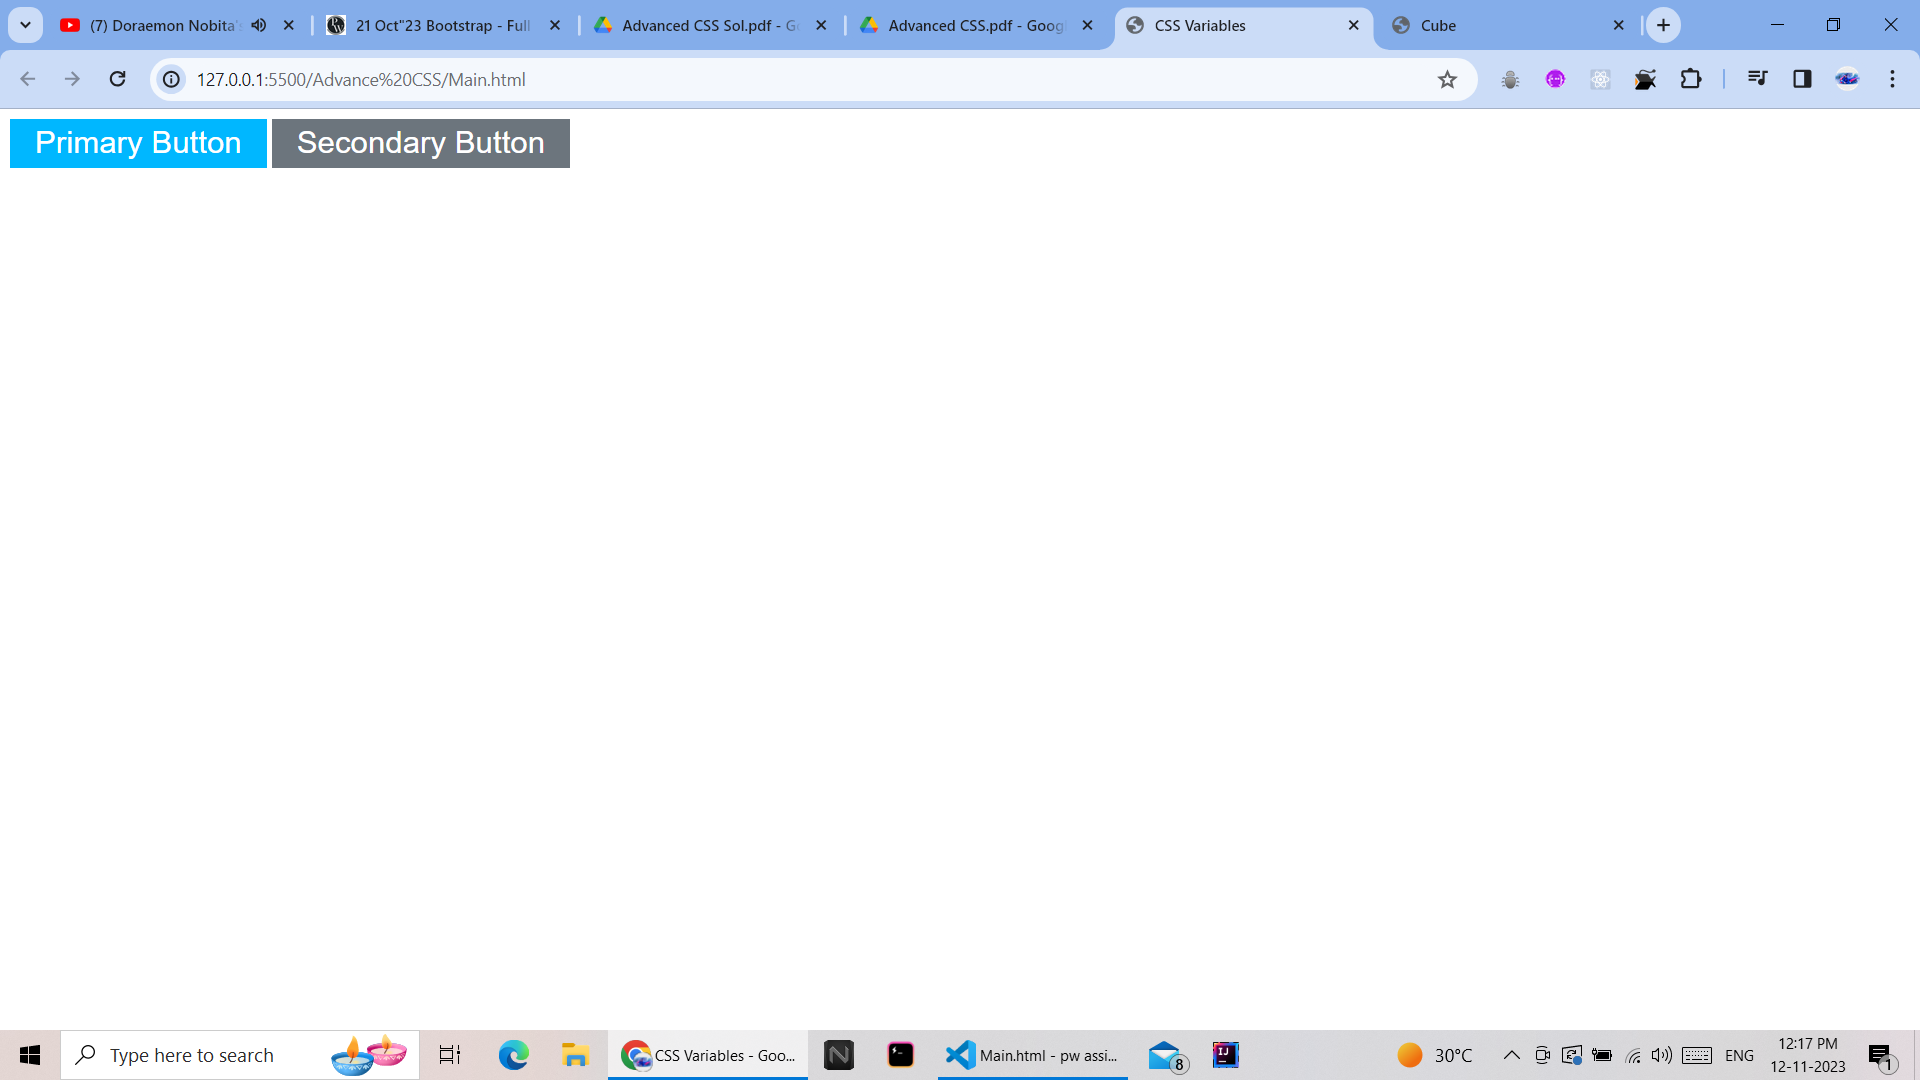 (7) Doraemon Nobita's
21 Oct"23 Bootstrap - Full
Advanced CSS Sol.pdf - G
Advanced CSS.pdf - Goog
CSS Variables
Cube
127.0.0.1:5500/Advance%20CSS/Main.html
Primary Button
Secondary Button
Type here to search
CSS Variables - Goo...
Main.html - pw assi...
8
30°C
ENG
12:17 PM
12-11-2023
1